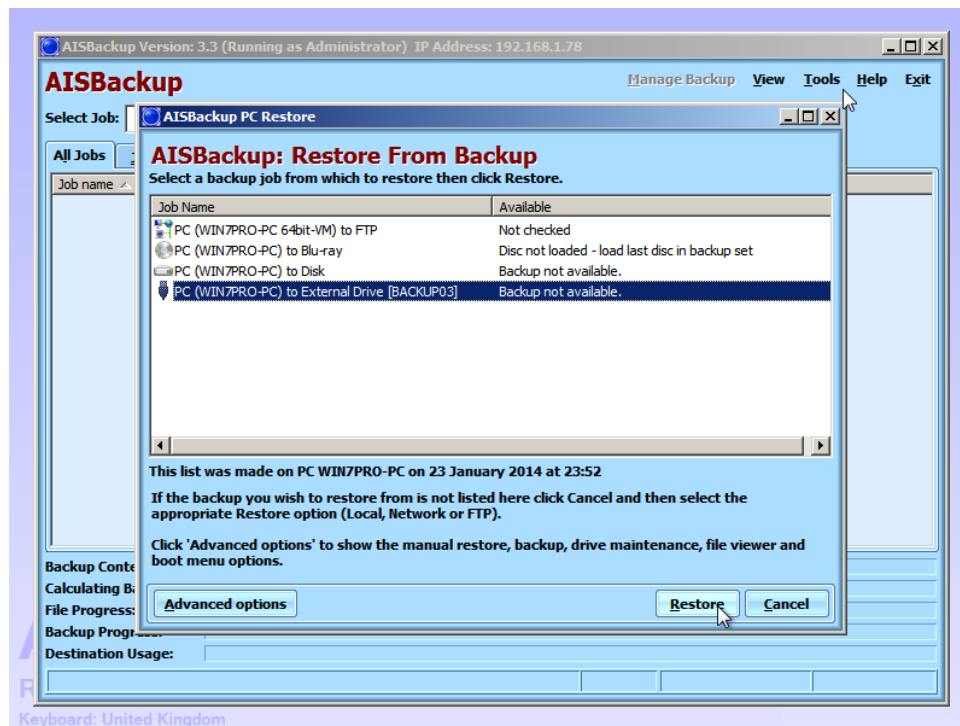 AISBackup Version: 3.3 (Running as Administrator) IP Address: 192.168.1.78
AISBackup
Manage Backup View Tools Help Exit
Select Job:
AISBackup PC Restore
All Jobs
AISBackup: Restore From Backup
Select a backup job from which to restore then click Restore.
Job name
Job Name Available
PC (WIN7PRO-PC 64bit-VM) to FTP Not checked
PC (WIN7PRO-PC) to Blu-ray Disc not loaded - load last disc in backup set
PC (WIN7PRO-PC) to Disk Backup not available.
PC (WIN7PRO-PC) to External Drive [BACKUP03] Backup not available.
This list was made on PC WIN7PRO-PC on 23 January 2014 at 23:52
If the backup you wish to restore from is not listed here click Cancel and then select the
appropriate Restore option (Local, Network or FTP).
Click 'Advanced options' to show the manual restore, backup, drive maintenance, file viewer and
boot menu options.
Backup Conte
Calculating Ba
File Progress:
Advanced options Restore Cancel
Backup Progress:
Destination Usage:
Keyboard: United Kingdom